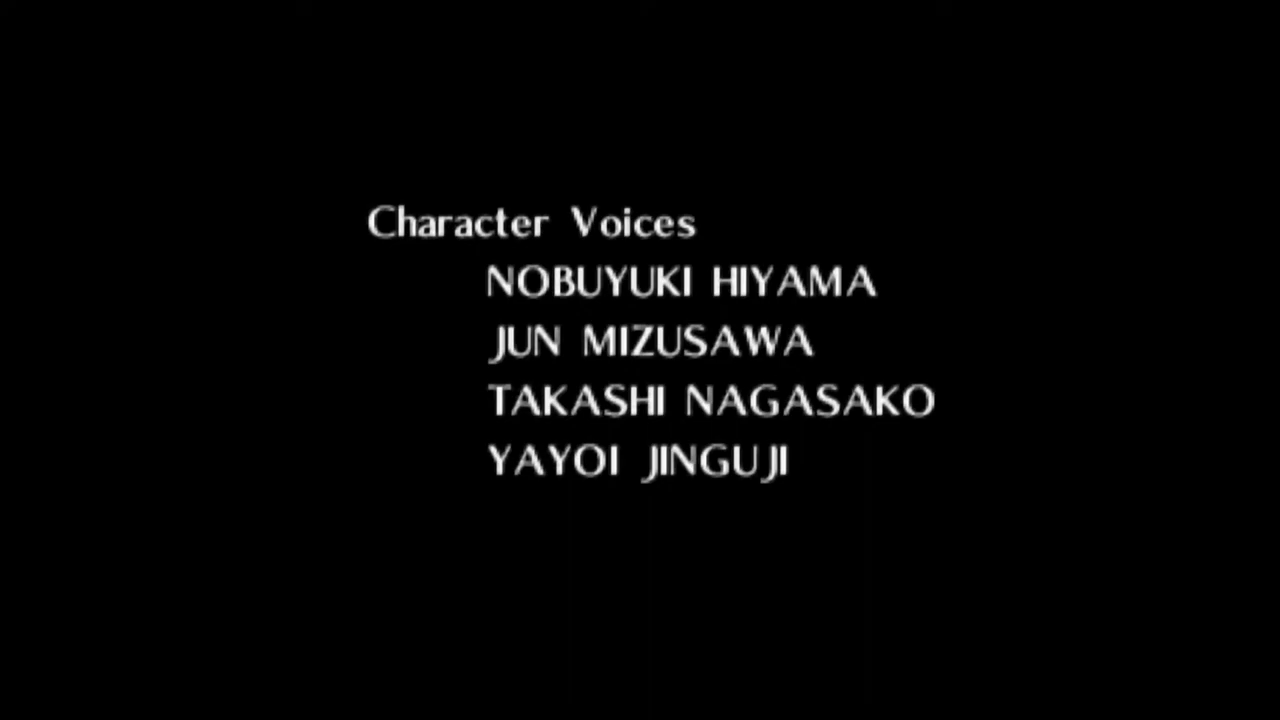 Character Voices
NOBUYUKI HIYAMA
JUN MIZUSAWA
TAKASHI NAGASAKO
YAYOI JINGUJI